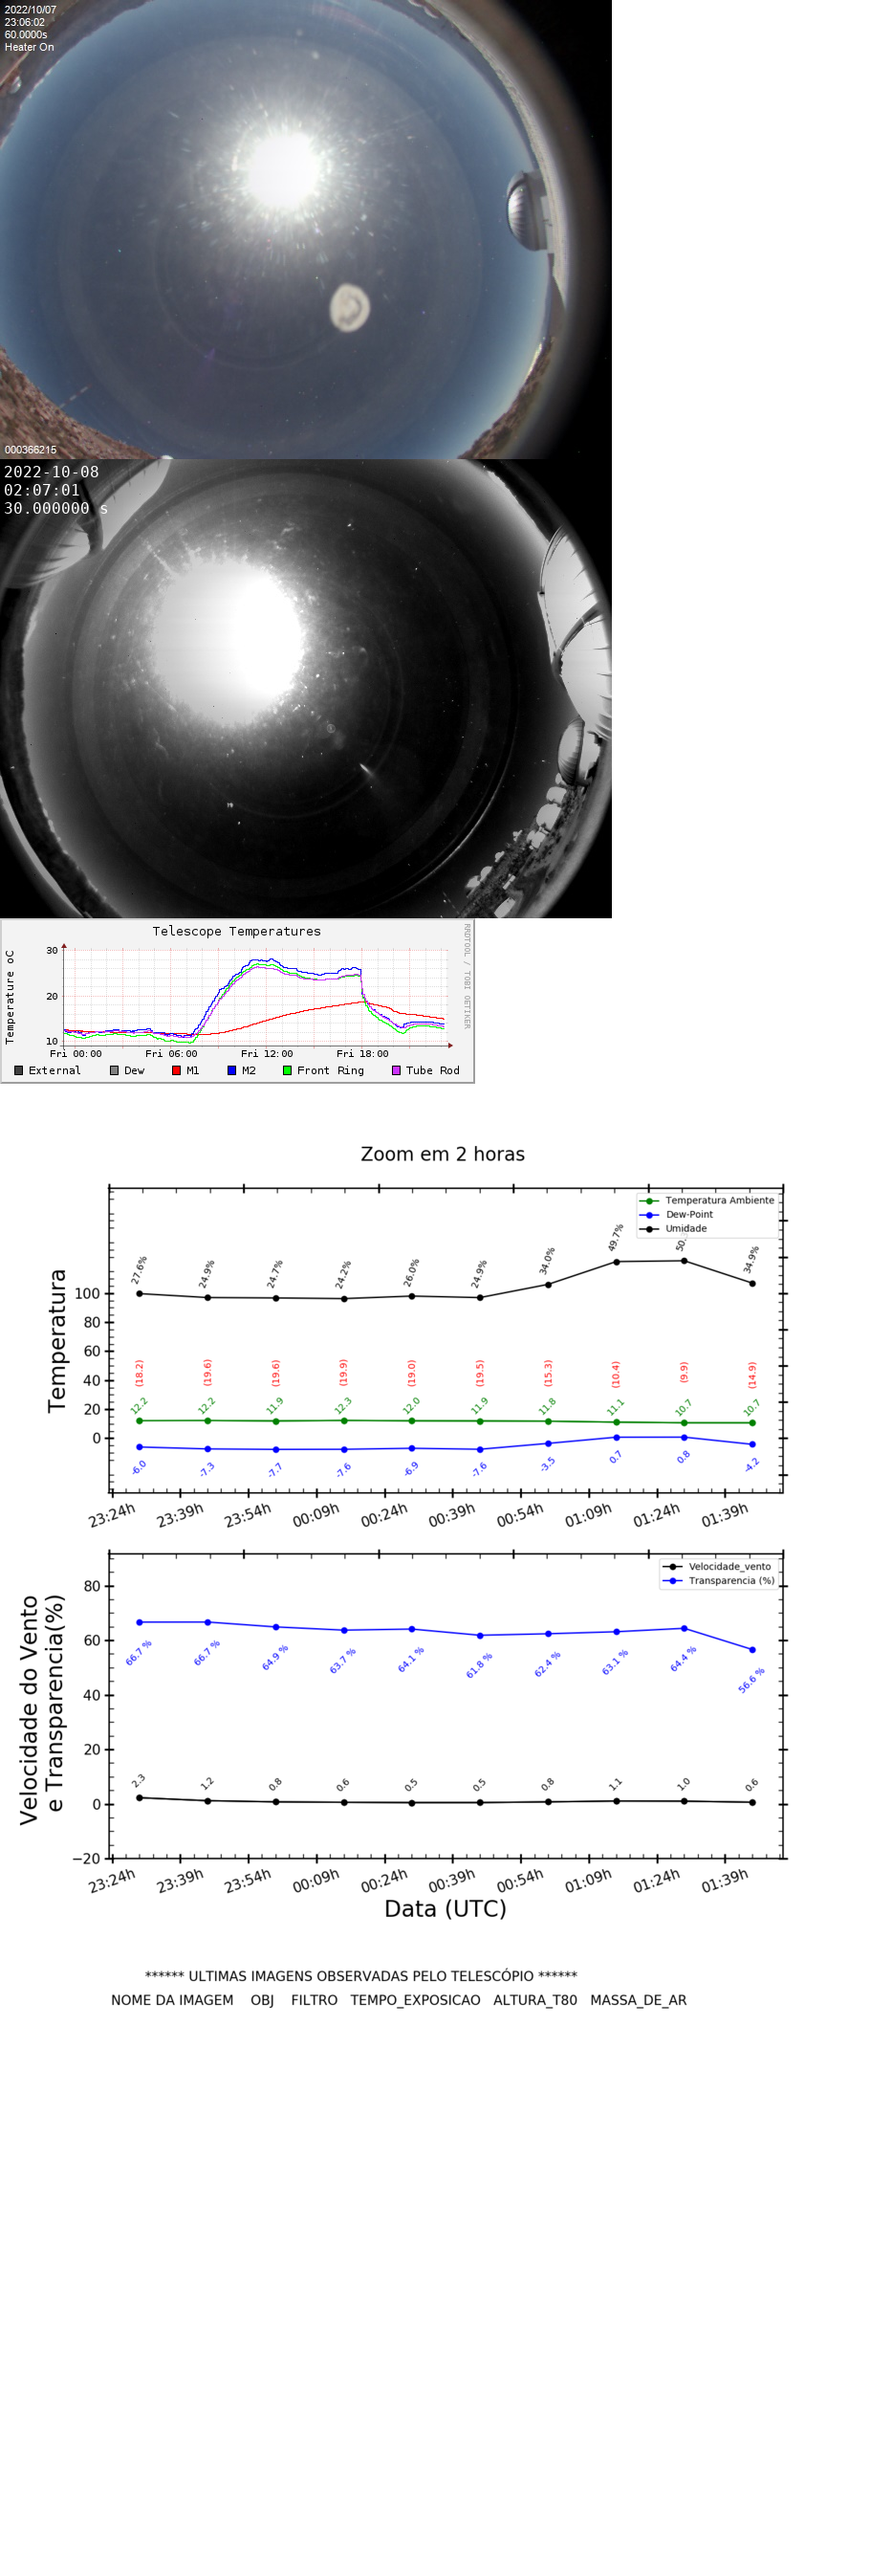 2022/10/07
23:06:02
60.0000s
Heater On
000366215
2022-10-08
02:07:01
30.000000 s
Telescope Temperatures
RRDTOOL / TOBI OETIKER
Temperature oC
30
20
10
Fri 00:00 Fri 06:00 Fri 12:00 Fri 18:00
External Dew M1 M2 Front Ring Tube Rod
Zoom em 2 horas
Temperatura
Temperatura Ambiente
Dew-Point
Umidade
27.6% 24.9% 24.7% 24.2% 26.0% 24.9% 34.0% 49.7% 50. 34.9%
100
80
60
40
20
0
(18.2) (19.6) (19.6) (19.9) (19.0) (19.5) (15.3) (10.4) (9.9) (14.9)
12.2 12.2 11.9 12.3 12.0 11.9 11.8 11.1 10.7 10.7
-6.0 -7.3 -7.7 -7.6 -6.9 -7.6 -3.5 0.7 0.8 -4.2
23:24h 23:39h 23:54h 00:09h 00:24h 00:39h 00:54h 01:09h 01:24h 01:39h
Velocidade do Vento
e Transparencia(%)
Velocidade_vento
Transparencia (%)
80
60
40
20
0
−20
66.7 % 66.7 % 64.9 % 63.7 % 64.1 % 61.8 % 62.4 % 63.1 % 64.4 % 56.6 %
2.3 1.2 0.8 0.6 0.5 0.5 0.8 1.1 1.0 0.6
23:24h 23:39h 23:54h 00:09h 00:24h 00:39h 00:54h 01:09h 01:24h 01:39h
Data (UTC)
****** ULTIMAS IMAGENS OBSERVADAS PELO TELESCÓPIO ******
NOME DA IMAGEM OBJ FILTRO TEMPO_EXPOSICAO ALTURA_T80 MASSA_DE_AR